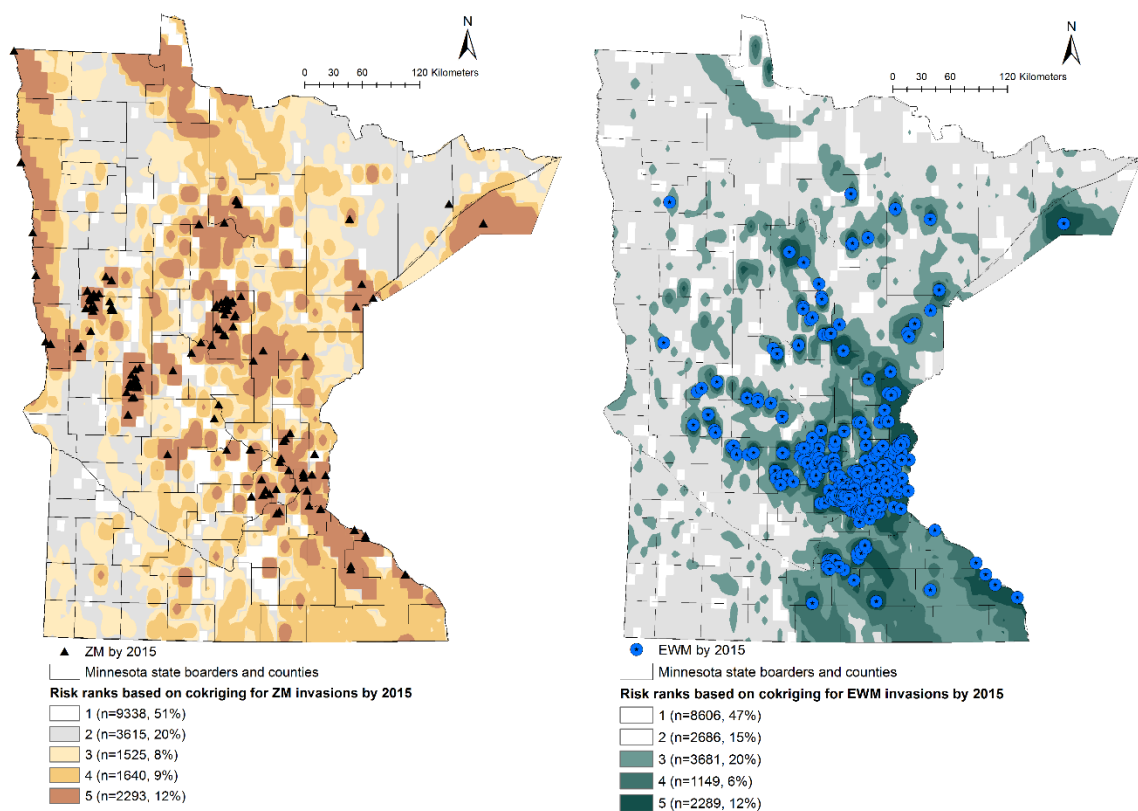 N
0 30 60 120 Kilometers
ZM by 2015
Minnesota state boarders and counties
Risk ranks based on cokriging for ZM invasions by 2015
1 (n=9338, 51%)
2 (n=3615, 20%)
3 (n=1525, 8%)
4 (n=1640, 9%)
5 (n=2293, 12%)
N
0 30 60 120 Kilometers
EWM by 2015
Minnesota state boarders and counties
Risk ranks based on cokriging for EWM invasions by 2015
1 (n=8606, 47%)
2 (n=2686, 15%)
3 (n=3681, 20%)
4 (n=1149, 6%)
5 (n=2289, 12%)